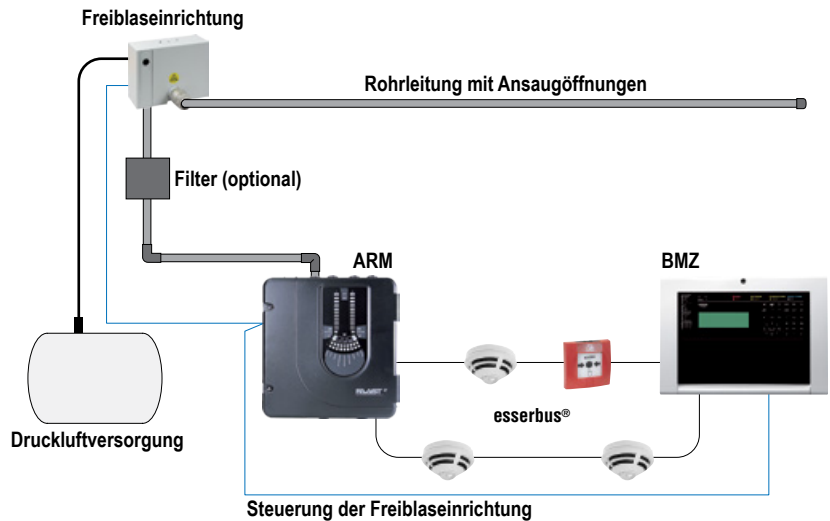 Freiblaseinrichtung
Rohrleitung mit Ansaugöffnungen
Filter (optional)
ARM
BMZ
esserbus®
Druckluftversorgung
Steuerung der Freiblaseinrichtung